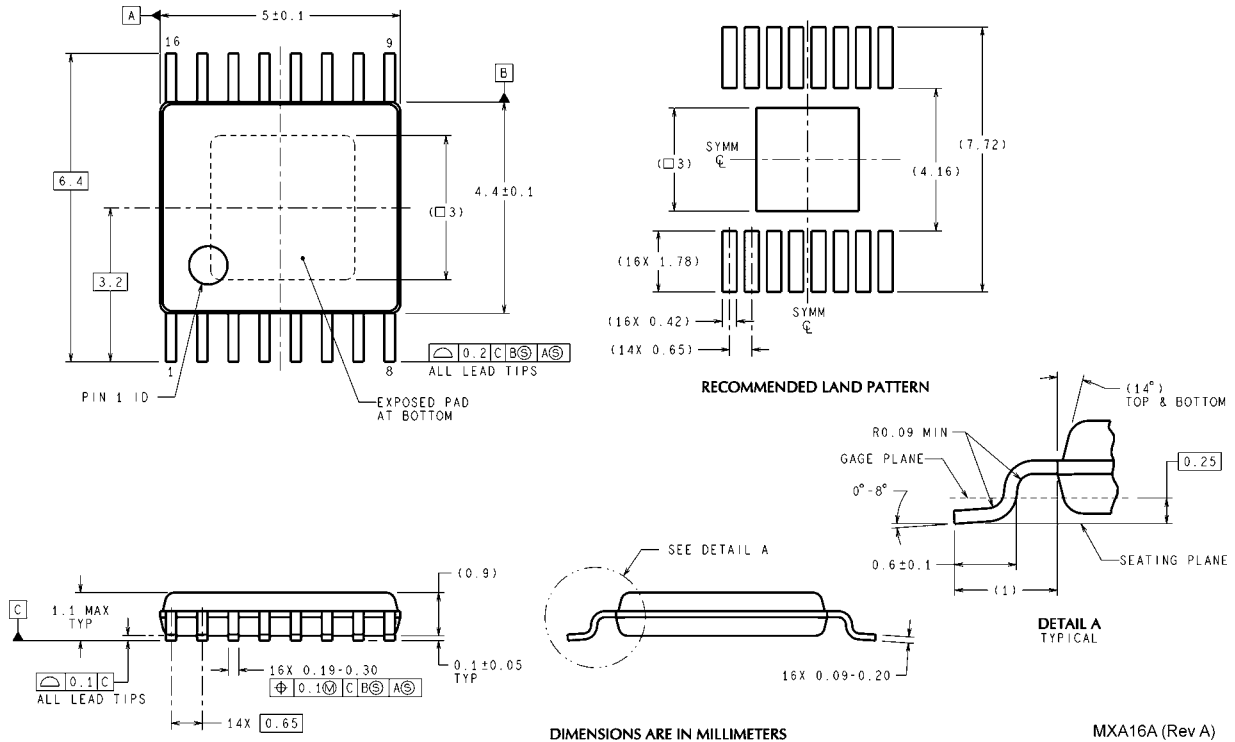 A
5±0.1
16
9
B
6.4
3.2
(□3)
4.4±0.1
1
8
⌓ 0.2 C BⓈ AⓈ
ALL LEAD TIPS
PIN 1 ID
EXPOSED PAD
AT BOTTOM
(□3)
SYMM
℄
(4.16)
(7.72)
(16X 1.78)
(16X 0.42)
(14X 0.65)
SYMM
℄
RECOMMENDED LAND PATTERN
(14°)
TOP & BOTTOM
R0.09 MIN
GAGE PLANE
0.25
0°-8°
0.6±0.1
(1)
SEATING PLANE
DETAIL A
TYPICAL
C
1.1 MAX
TYP
(0.9)
⌓ 0.1 C
ALL LEAD TIPS
16X 0.19-0.30
⌖ 0.1Ⓜ C BⓈ AⓈ
0.1±0.05
TYP
14X 0.65
SEE DETAIL A
16X 0.09-0.20
DIMENSIONS ARE IN MILLIMETERS
MXA16A (Rev A)